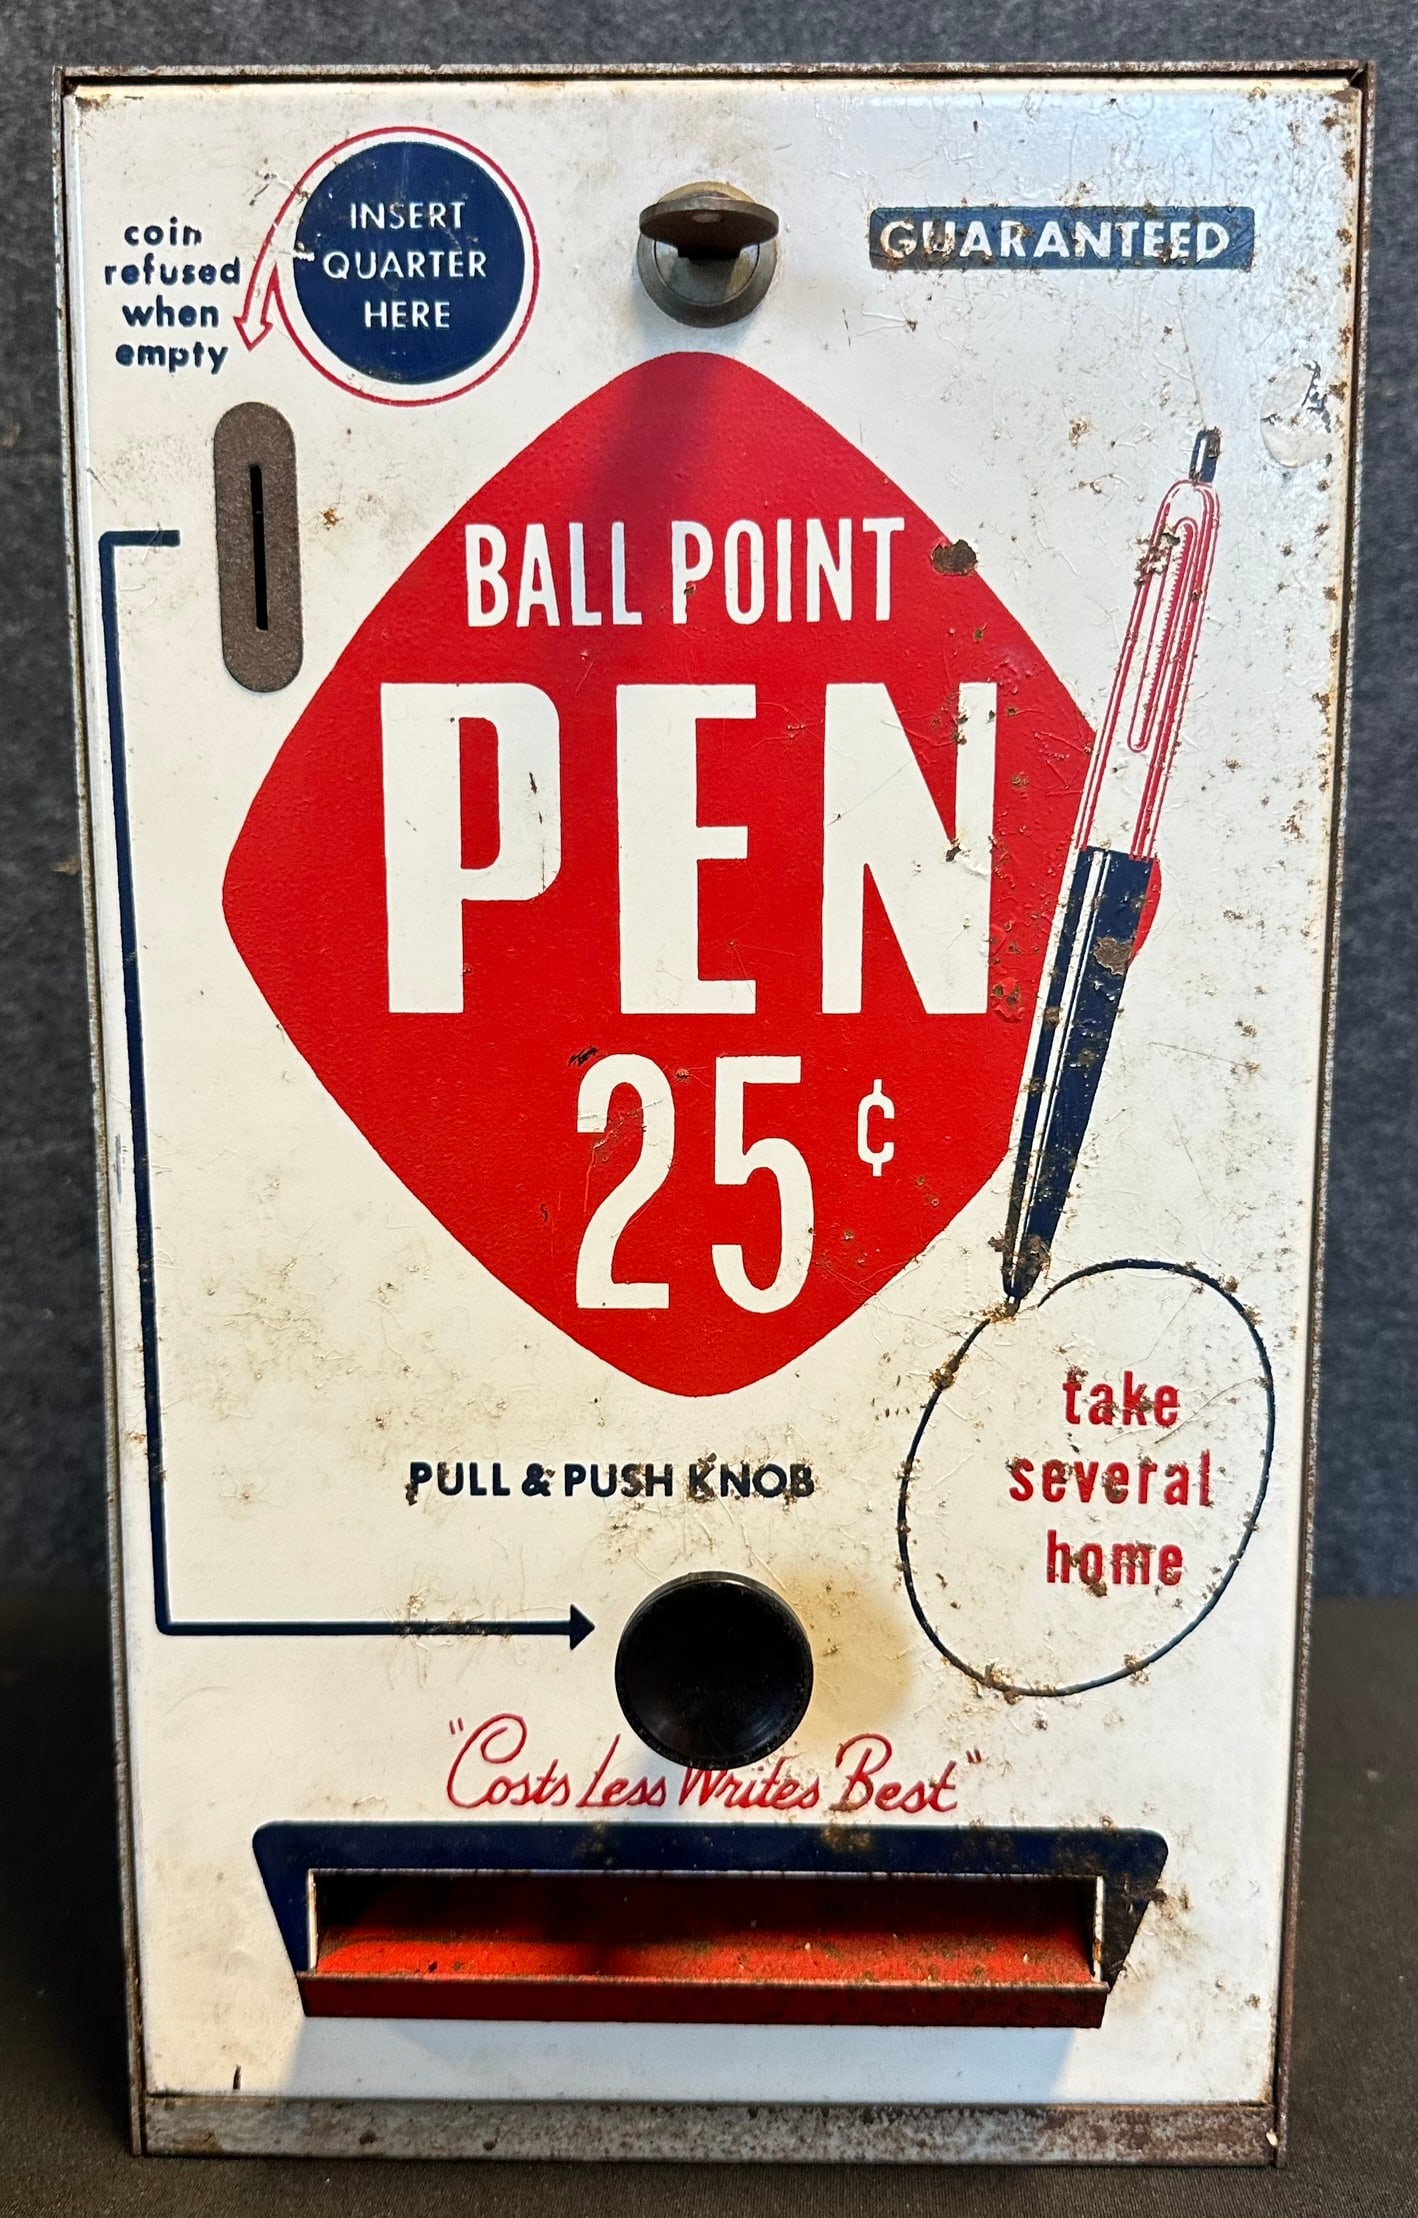 INSERT
QUARTER
HERE
coin
refused
when
empty
GUARANTEED
BALL POINT
PEN
25¢
take
several
home
PULL & PUSH KNOB
"Costs Less Writes Best"